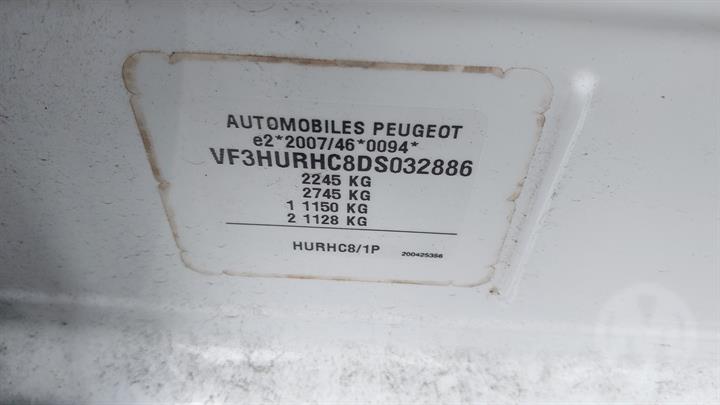 AUTOMOBILES PEUGEOT
e2*2007/46*0094*
VF3HURHC8DS032886
2245 KG
2745 KG
1 1150 KG
2 1128 KG
HURHC8/1P 200425356